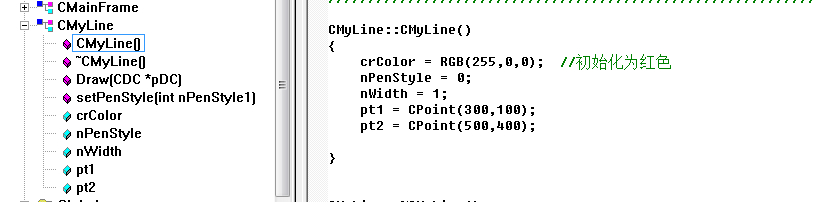 CMainFrame
CMyLine
CMyLine()
~CMyLine()
Draw(CDC *pDC)
setPenStyle(int nPenStyle1)
crColor
nPenStyle
nWidth
pt1
pt2
//////////////////////////////////////////////////////////////////////
CMyLine::CMyLine()
{
    crColor = RGB(255,0,0);  //初始化为红色
    nPenStyle = 0;
    nWidth = 1;
    pt1 = CPoint(300,100);
    pt2 = CPoint(500,400);
}